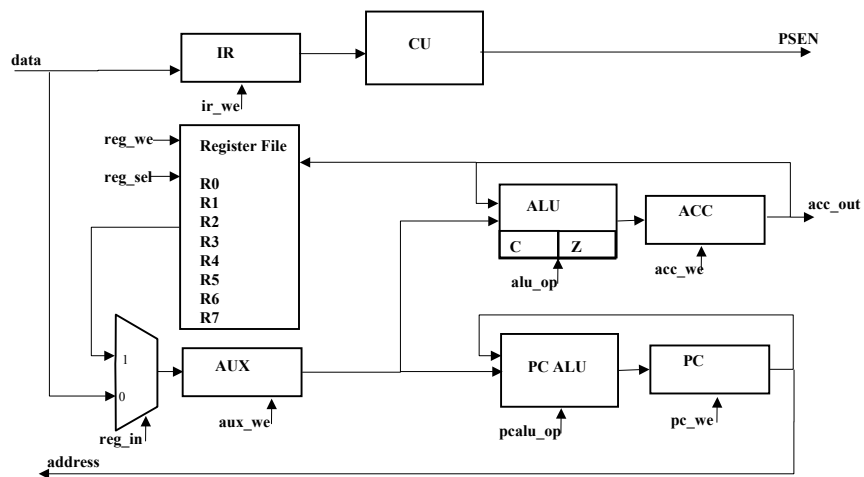 PSEN
IR
CU
data
ir_we
reg_we
Register File
reg_sel
R0
R1
R2
R3
R4
R5
R6
R7
ALU
ACC
acc_out
C
Z
acc_we
alu_op
1
AUX
PC ALU
PC
0
reg_in
aux_we
pcalu_op
pc_we
address